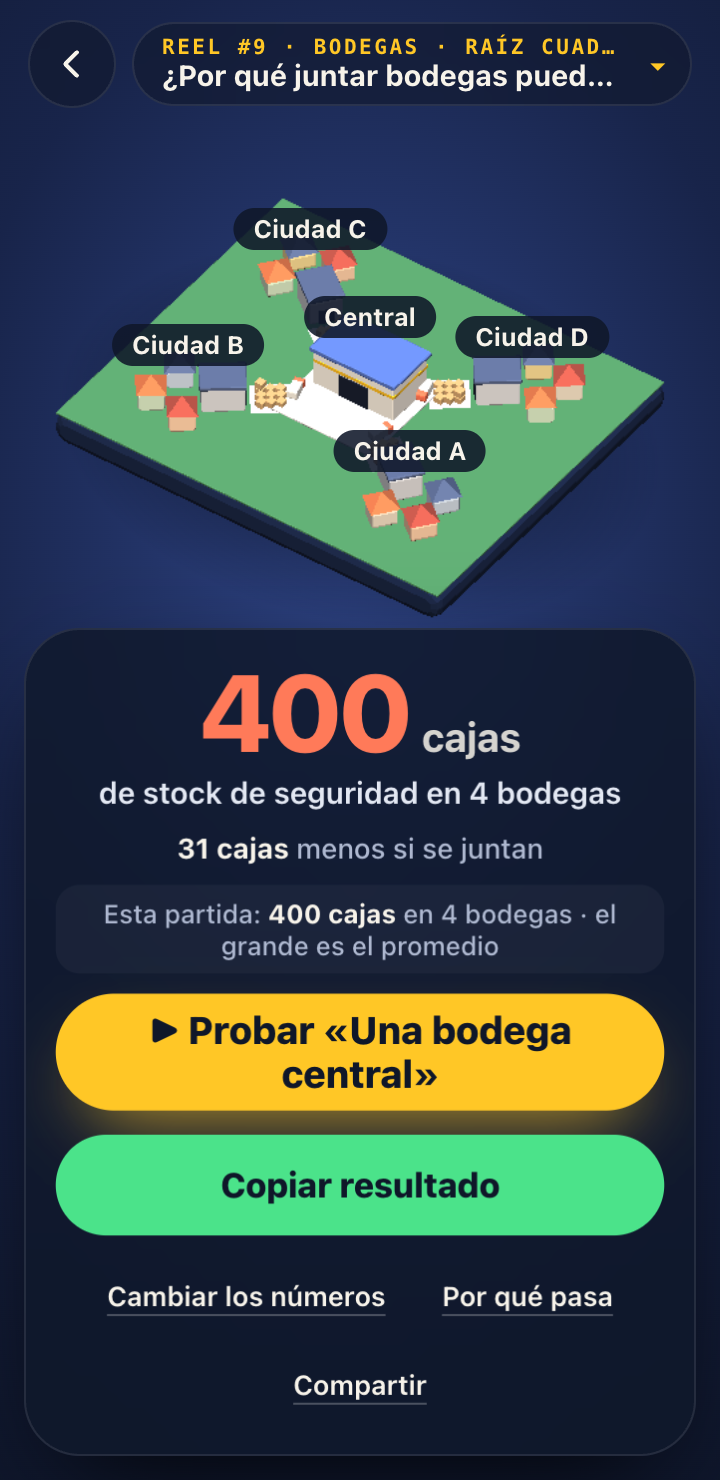 REEL #9 · BODEGAS · RAÍZ CUAD…
¿Por qué juntar bodegas pued...
Ciudad C
Central
Ciudad B
Ciudad D
Ciudad A
400 cajas
de stock de seguridad en 4 bodegas
31 cajas menos si se juntan
Esta partida: 400 cajas en 4 bodegas · el
grande es el promedio
▶ Probar «Una bodega
central»
Copiar resultado
Cambiar los números
Por qué pasa
Compartir